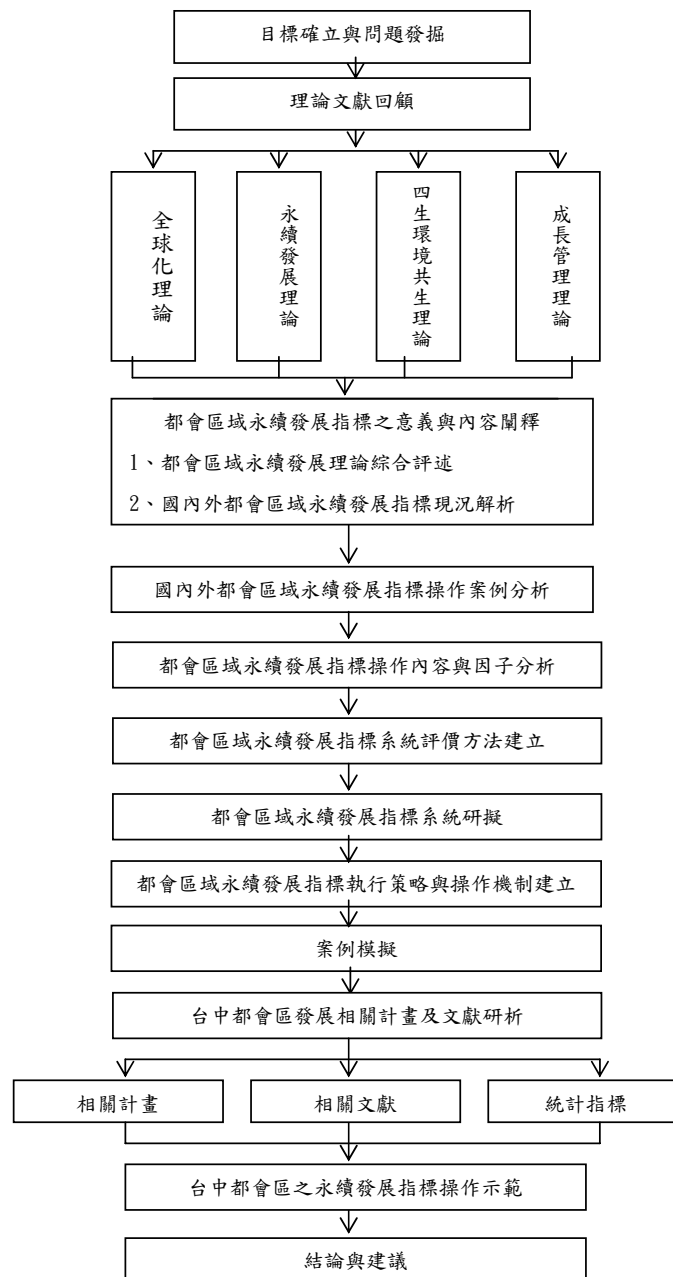 目標確立與問題發掘
理論文獻回顧
全球化理論
永續發展理論
四生環境共生理論
成長管理理論
都會區域永續發展指標之意義與內容闡釋
1、都會區域永續發展理論綜合評述
2、國內外都會區域永續發展指標現況解析
國內外都會區域永續發展指標操作案例分析
都會區域永續發展指標操作內容與因子分析
都會區域永續發展指標系統評價方法建立
都會區域永續發展指標系統研擬
都會區域永續發展指標執行策略與操作機制建立
案例模擬
台中都會區發展相關計畫及文獻研析
相關計畫
相關文獻
統計指標
台中都會區之永續發展指標操作示範
結論與建議